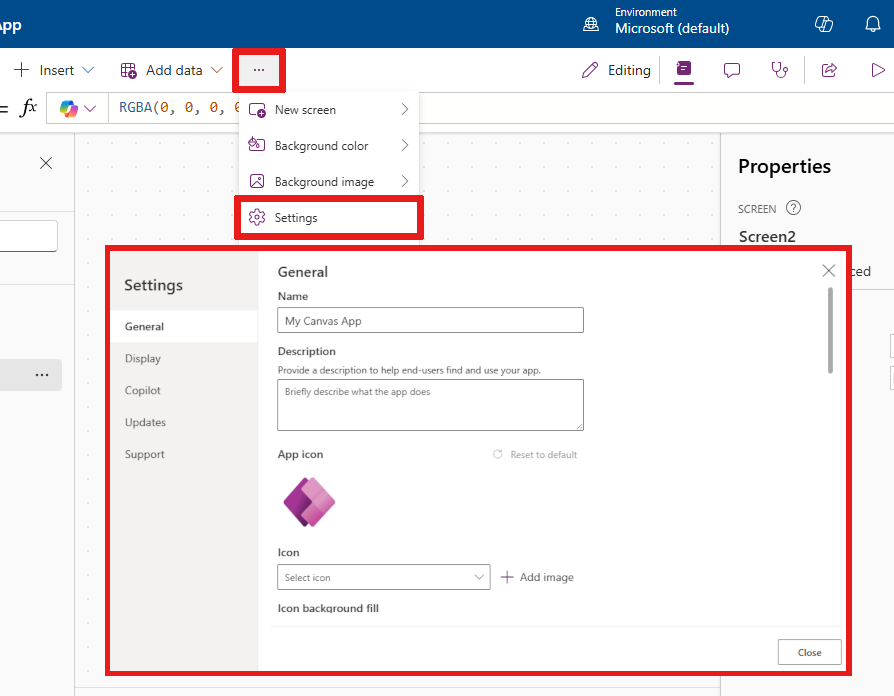 App
Environment
Microsoft (default)
Insert
Add data
...
Editing
= fx
RGBA(0, 0, 0, 0
New screen
Background color
Background image
Settings
Properties
SCREEN ?
Screen2
Settings
General
Display
Copilot
Updates
Support
General
Name
My Canvas App
Description
Provide a description to help end-users find and use your app.
Briefly describe what the app does
App icon
Reset to default
Icon
Select icon
Add image
Icon background fill
Close
...